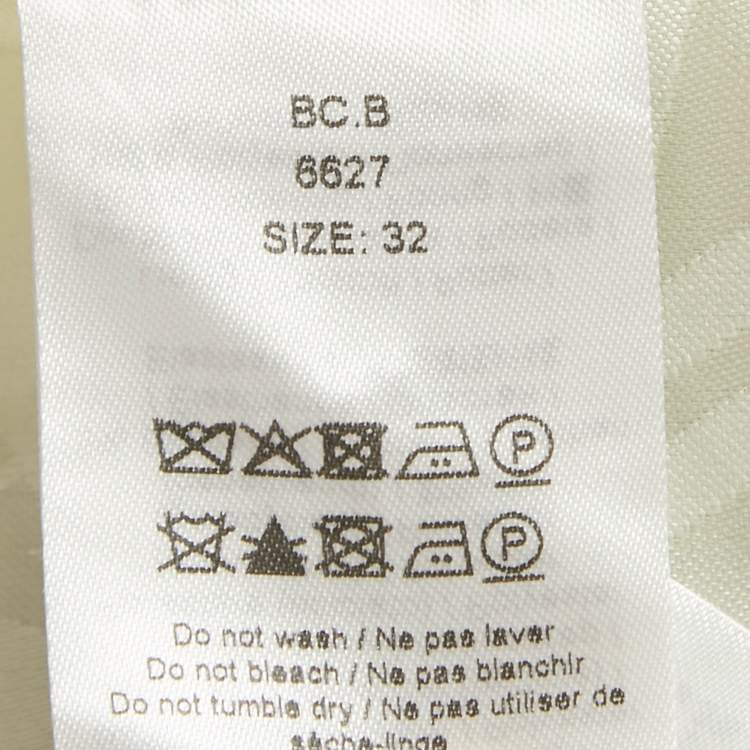 BC.B
6627
SIZE: 32
P
P
Do not wash / Ne pas laver
Do not bleach / Ne pas blanchir
Do not tumble dry / Ne pas utiliser de
sèche-linge